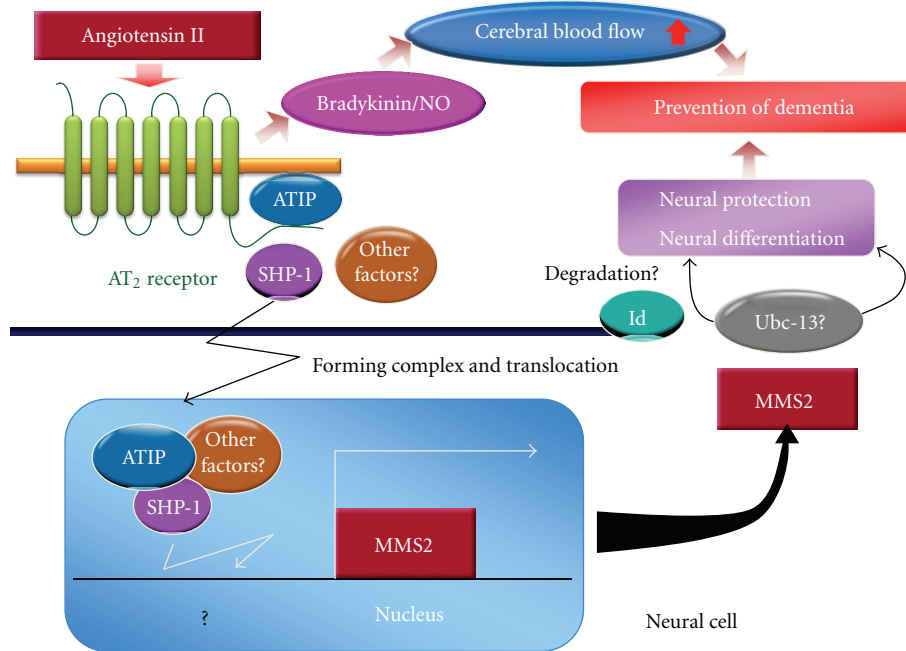 Angiotensin II
Cerebral blood flow
Bradykinin/NO
Prevention of dementia
ATIP
Neural protection
Neural differentiation
AT₂ receptor
SHP-1
Other
factors?
Degradation?
Id
Ubc-13?
Forming complex and translocation
MMS2
ATIP
Other
factors?
SHP-1
MMS2
?
Nucleus
Neural cell